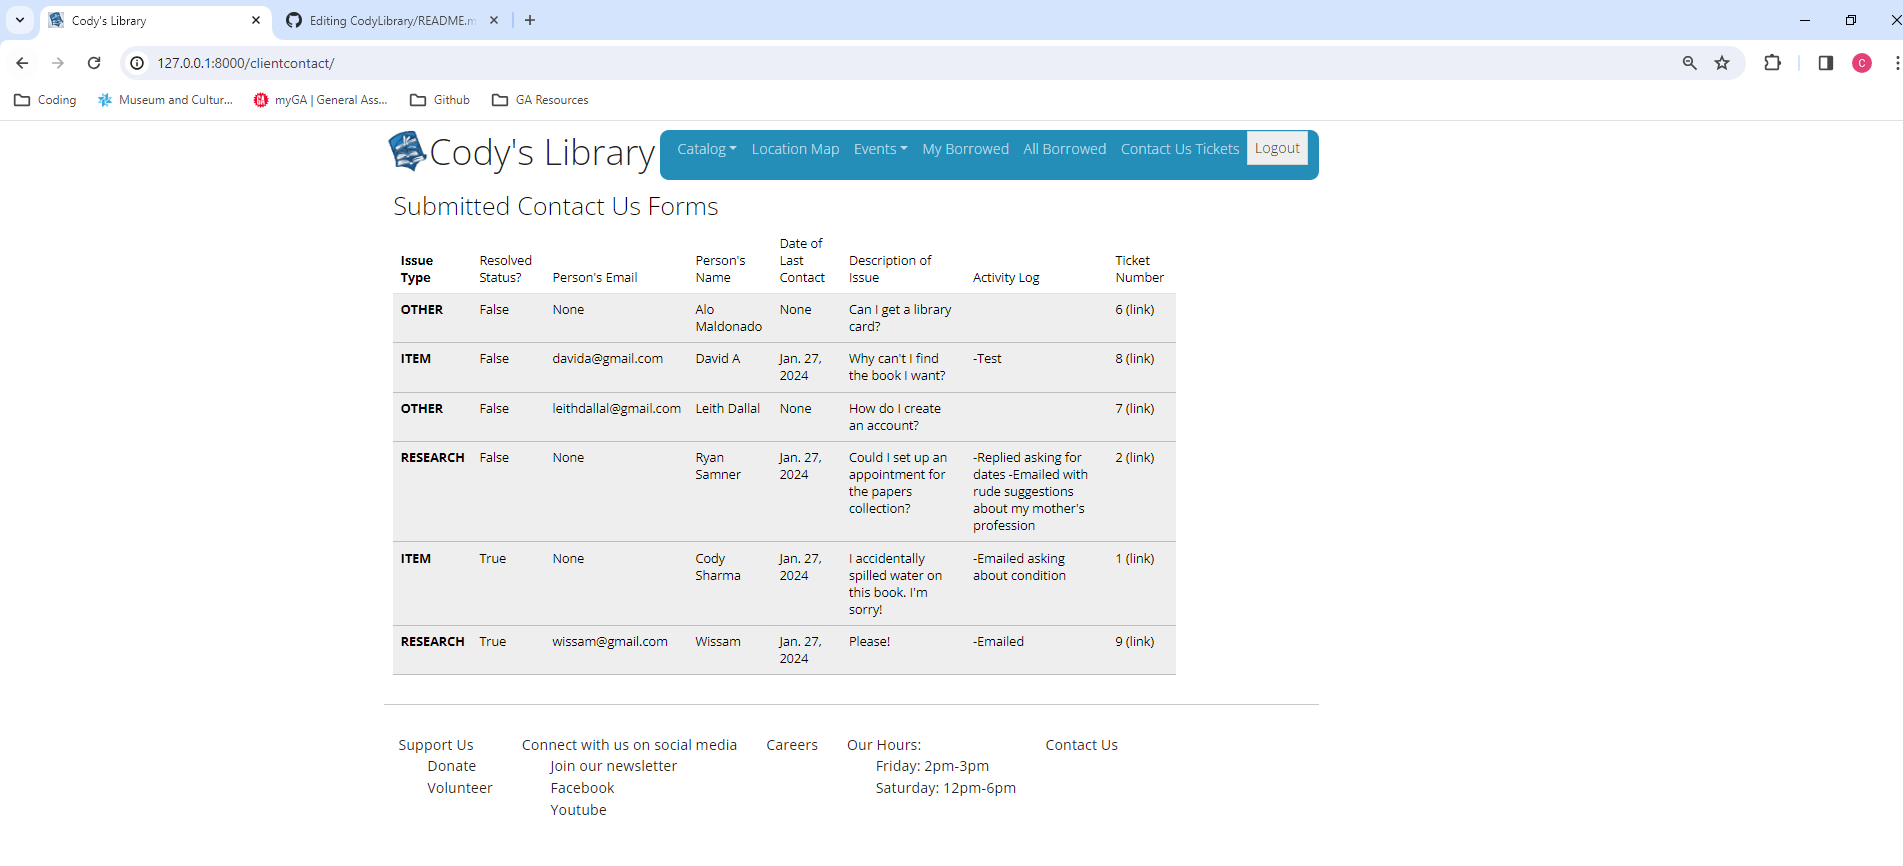 Cody's Library
Editing CodyLibrary/README.m
127.0.0.1:8000/clientcontact/
C
Coding
Museum and Cultur...
GA
myGA | General Ass...
Github
GA Resources
Cody's Library
Catalog
Location Map
Events
My Borrowed
All Borrowed
Contact Us Tickets
Logout
Submitted Contact Us Forms
Issue
Type
Resolved
Status?
Person's Email
Person's
Name
Date of
Last
Contact
Description of
Issue
Activity Log
Ticket
Number
OTHER
False
None
Alo
Maldonado
None
Can I get a library
card?
6 (link)
ITEM
False
davida@gmail.com
David A
Jan. 27,
2024
Why can't I find
the book I want?
-Test
8 (link)
OTHER
False
leithdallal@gmail.com
Leith Dallal
None
How do I create
an account?
7 (link)
RESEARCH
False
None
Ryan
Samner
Jan. 27,
2024
Could I set up an
appointment for
the papers
collection?
-Replied asking for
dates -Emailed with
rude suggestions
about my mother's
profession
2 (link)
ITEM
True
None
Cody
Sharma
Jan. 27,
2024
I accidentally
spilled water on
this book. I'm
sorry!
-Emailed asking
about condition
1 (link)
RESEARCH
True
wissam@gmail.com
Wissam
Jan. 27,
2024
Please!
-Emailed
9 (link)
Support Us
Donate
Volunteer
Connect with us on social media
Join our newsletter
Facebook
Youtube
Careers
Our Hours:
Friday: 2pm-3pm
Saturday: 12pm-6pm
Contact Us